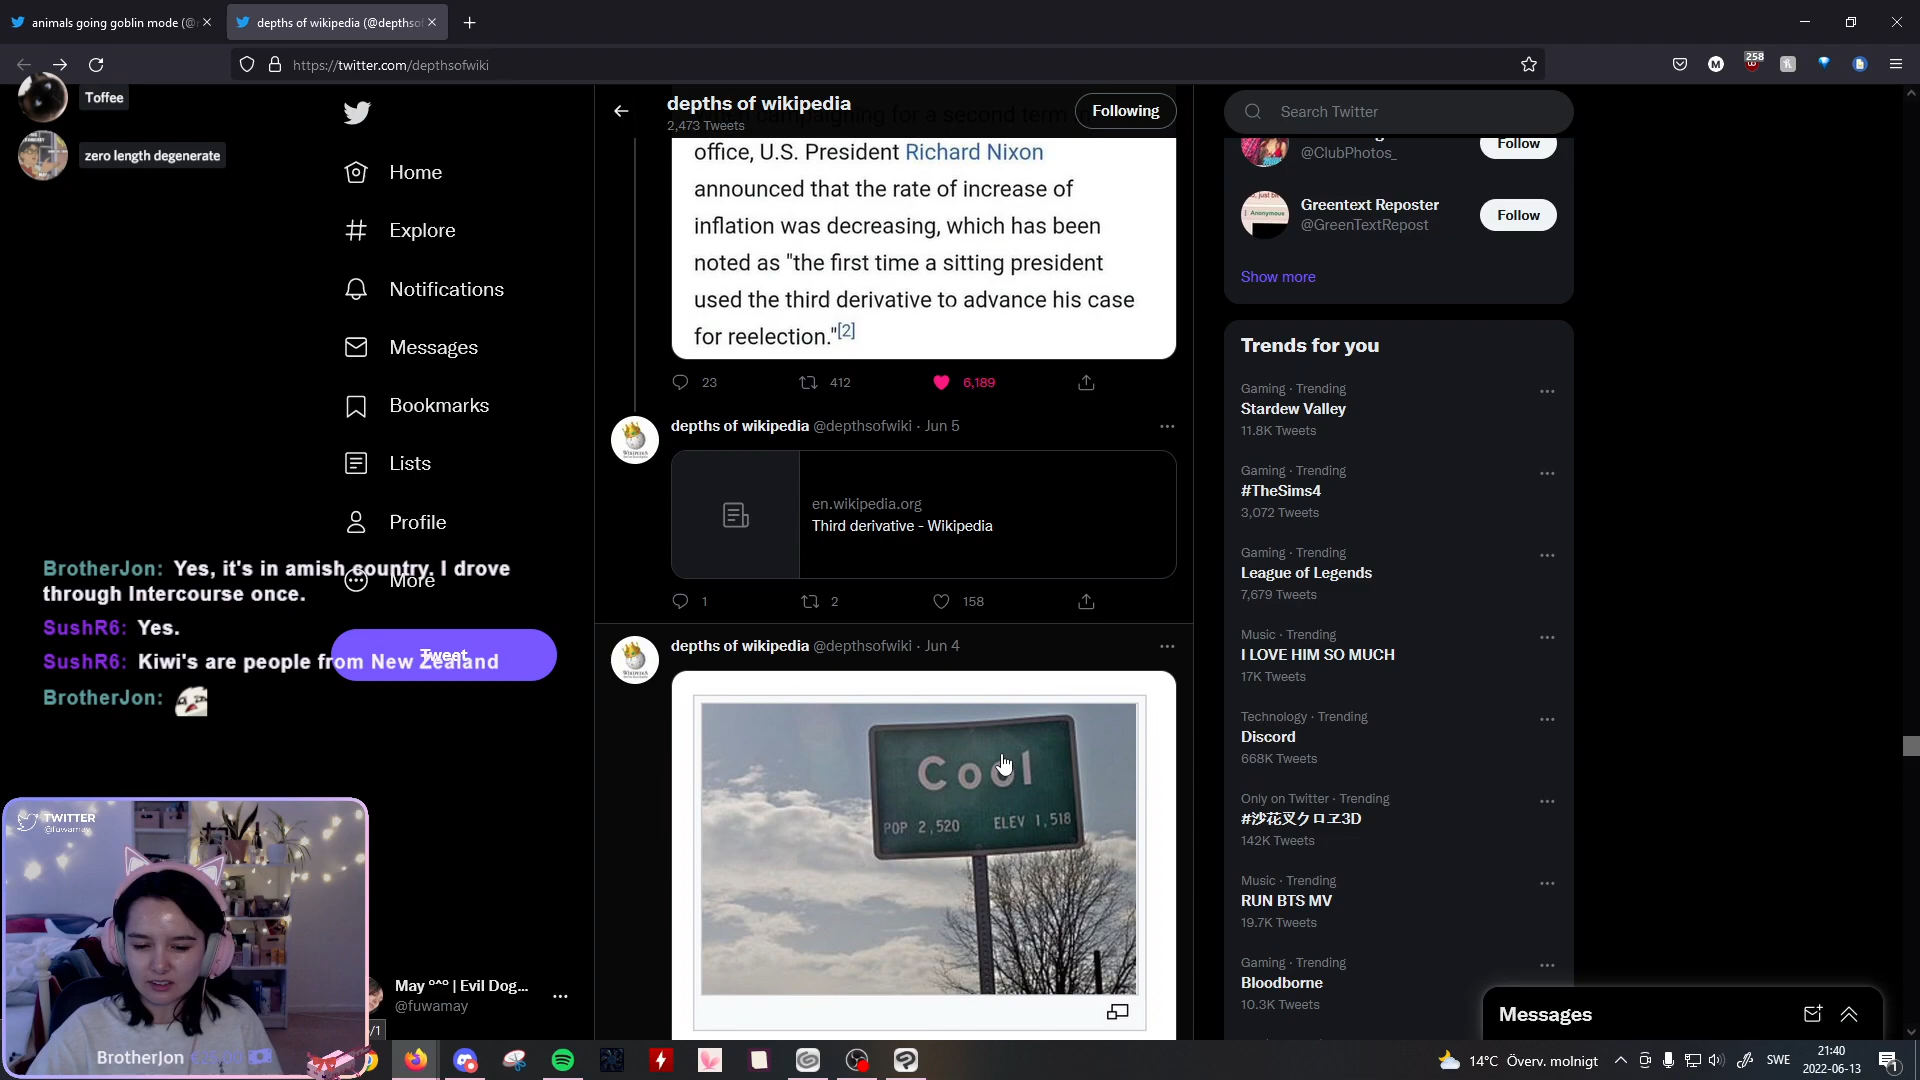 animals going goblin mode (@
depths of wikipedia (@depthso
https://twitter.com/depthsofwiki
258
Toffee
zero length degenerate
Home
Explore
Notifications
Messages
Bookmarks
Lists
Profile
More
Tweet
BrotherJon: Yes, it's in amish country. I drove
through Intercourse once.
SushR6: Yes.
SushR6: Kiwi's are people from New Zealand
BrotherJon:
TWITTER
@fuwamay
BrotherJon
May º^º | Evil Dog...
@fuwamay
/1
depths of wikipedia
2,473 Tweets
Following
campaigning for a second term in
office, U.S. President Richard Nixon
announced that the rate of increase of
inflation was decreasing, which has been
noted as "the first time a sitting president
used the third derivative to advance his case
for reelection."[2]
23 412 6,189
depths of wikipedia @depthsofwiki · Jun 5
en.wikipedia.org
Third derivative - Wikipedia
1 2 158
depths of wikipedia @depthsofwiki · Jun 4
Cool
POP 2,520 ELEV 1,518
Search Twitter
@ClubPhotos_
Follow
Greentext Reposter
@GreenTextRepost
Follow
Show more
Trends for you
Gaming · Trending
Stardew Valley
11.8K Tweets
Gaming · Trending
#TheSims4
3,072 Tweets
Gaming · Trending
League of Legends
7,679 Tweets
Music · Trending
I LOVE HIM SO MUCH
17K Tweets
Technology · Trending
Discord
668K Tweets
Only on Twitter · Trending
#沙花叉クロヱ3D
142K Tweets
Music · Trending
RUN BTS MV
19.7K Tweets
Gaming · Trending
Bloodborne
10.3K Tweets
Messages
14°C Överv. molnigt
SWE
21:40
2022-06-13
1